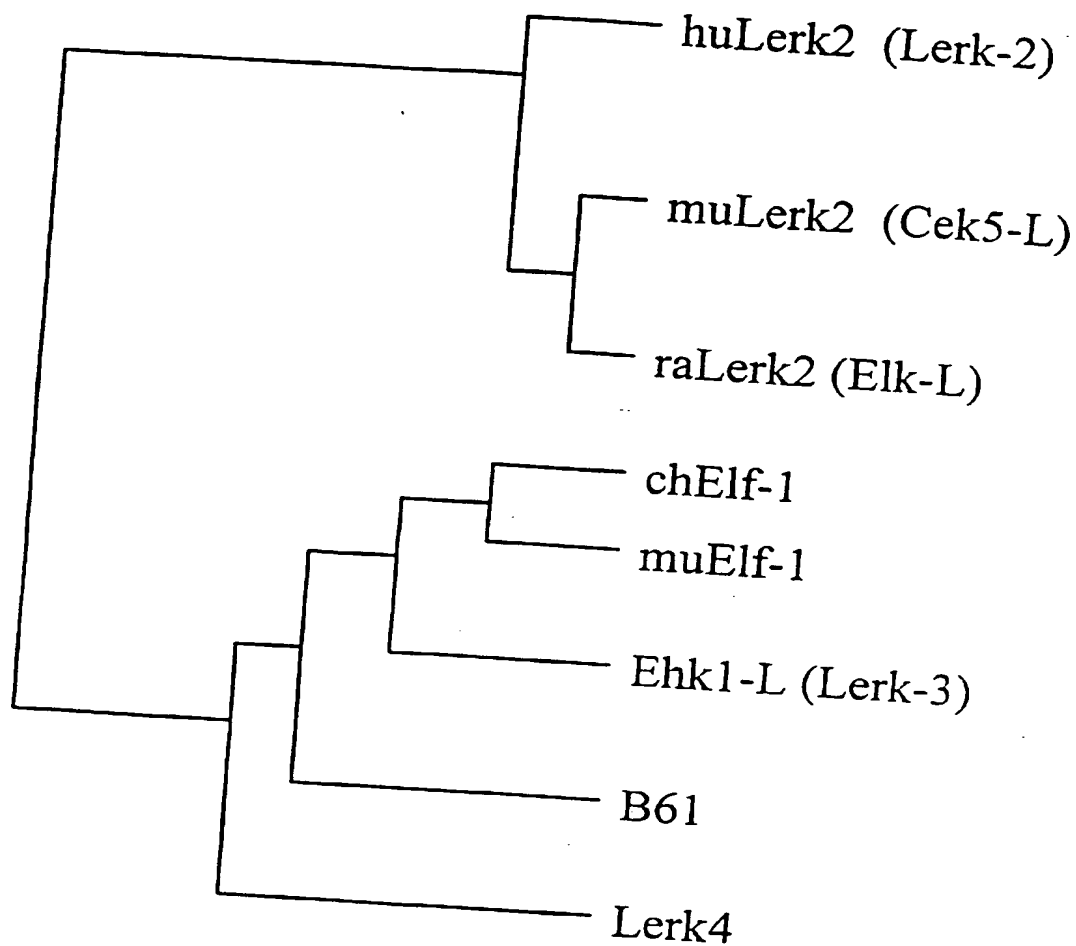 huLerk2 (Lerk-2)
muLerk2 (Cek5-L)
raLerk2 (Elk-L)
chElf-1
muElf-1
Ehk1-L (Lerk-3)
B61
Lerk4